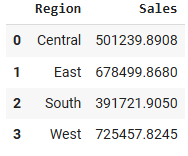 Region Sales
0 Central 501239.8908
1 East 678499.8680
2 South 391721.9050
3 West 725457.8245